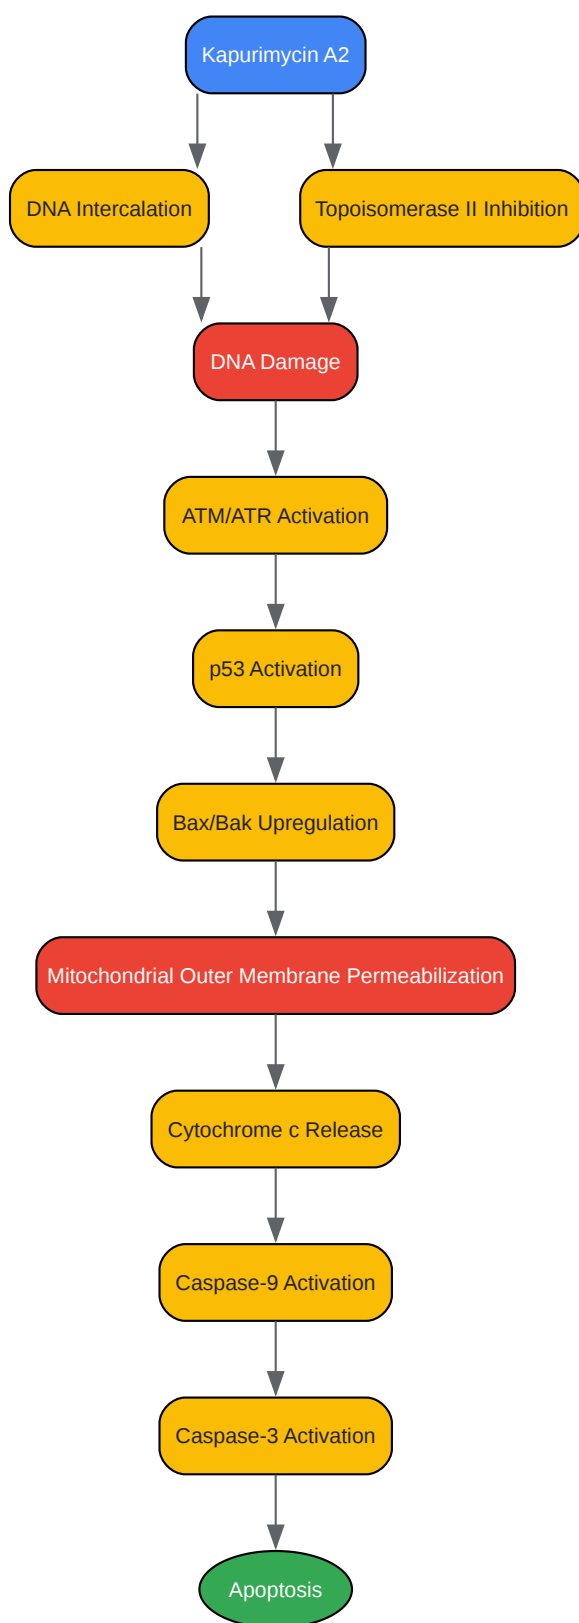 Kapurimycin A2
DNA Intercalation
Topoisomerase II Inhibition
DNA Damage
ATM/ATR Activation
p53 Activation
Bax/Bak Upregulation
Mitochondrial Outer Membrane Permeabilization
Cytochrome c Release
Caspase-9 Activation
Caspase-3 Activation
Apoptosis